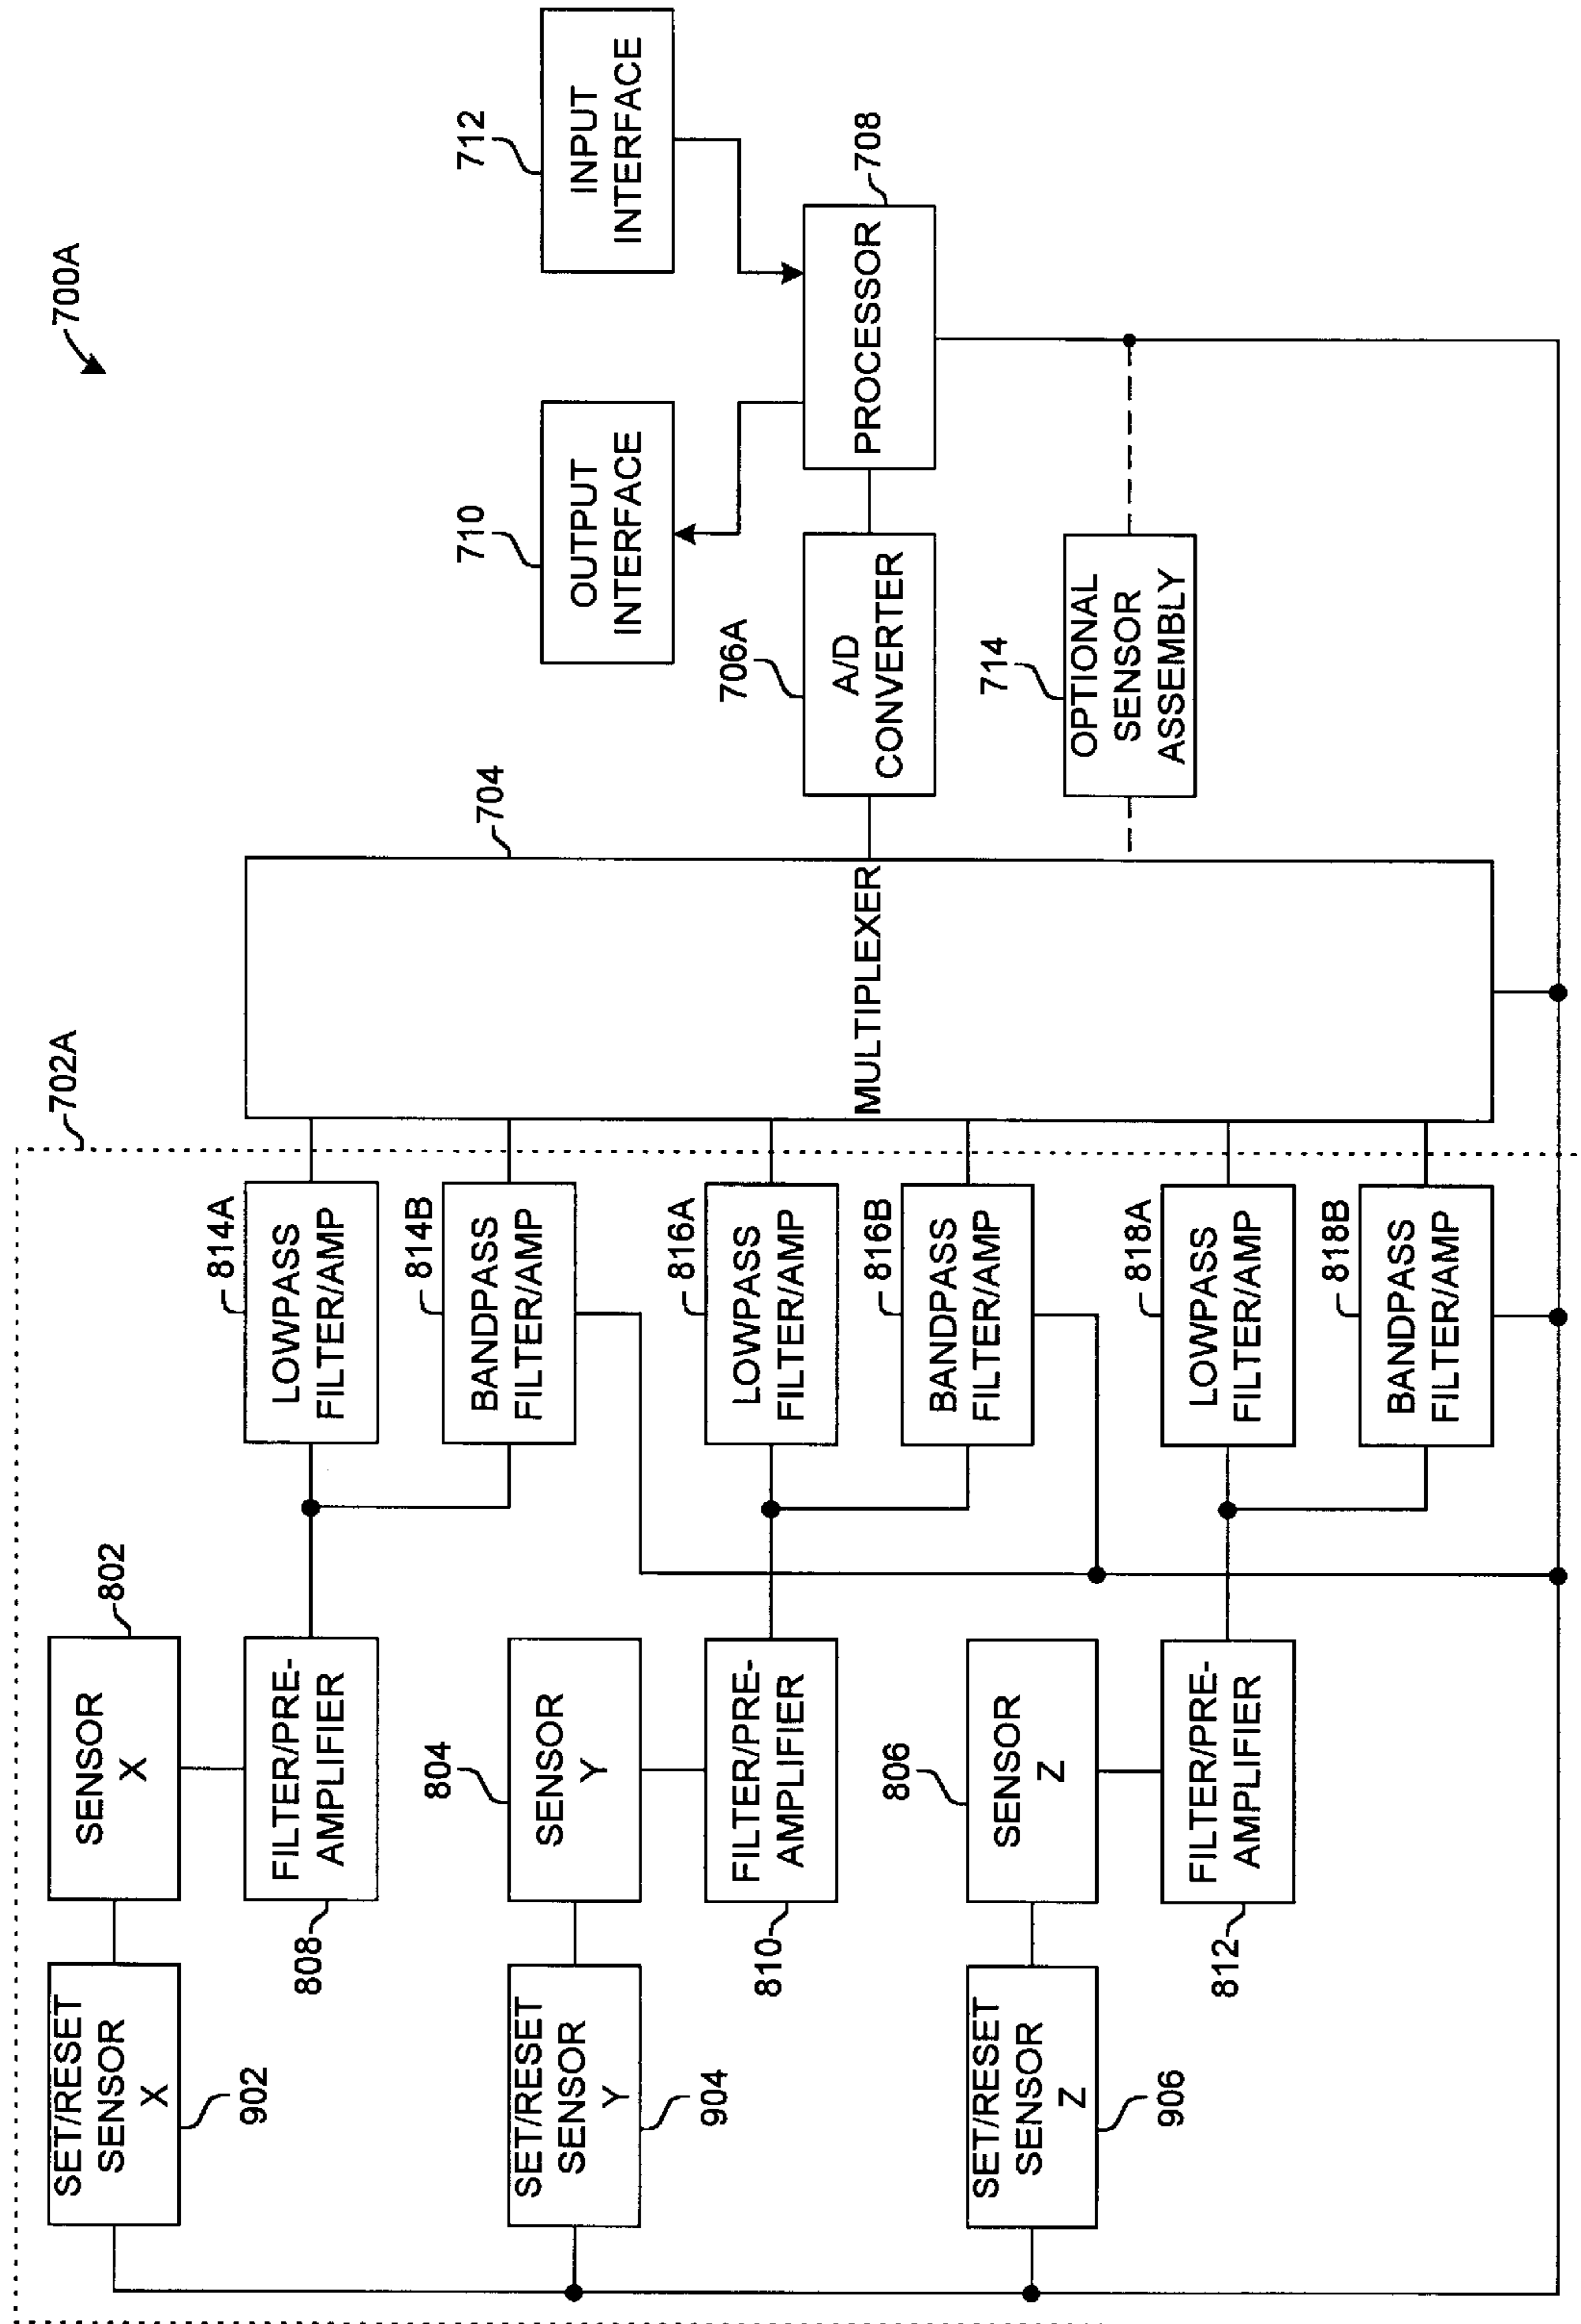 700A
702A
SET/RESET
SENSOR
X
902
SENSOR
X
802
FILTER/PRE-
AMPLIFIER
808
LOWPASS
FILTER/AMP
814A
BANDPASS
FILTER/AMP
814B
SET/RESET
SENSOR
Y
904
SENSOR
Y
804
FILTER/PRE-
AMPLIFIER
810
LOWPASS
FILTER/AMP
816A
BANDPASS
FILTER/AMP
816B
SET/RESET
SENSOR
Z
906
SENSOR
Z
806
FILTER/PRE-
AMPLIFIER
812
LOWPASS
FILTER/AMP
818A
BANDPASS
FILTER/AMP
818B
MULTIPLEXER
704
A/D
CONVERTER
706A
OUTPUT
INTERFACE
710
INPUT
INTERFACE
712
PROCESSOR
708
OPTIONAL
SENSOR
ASSEMBLY
714